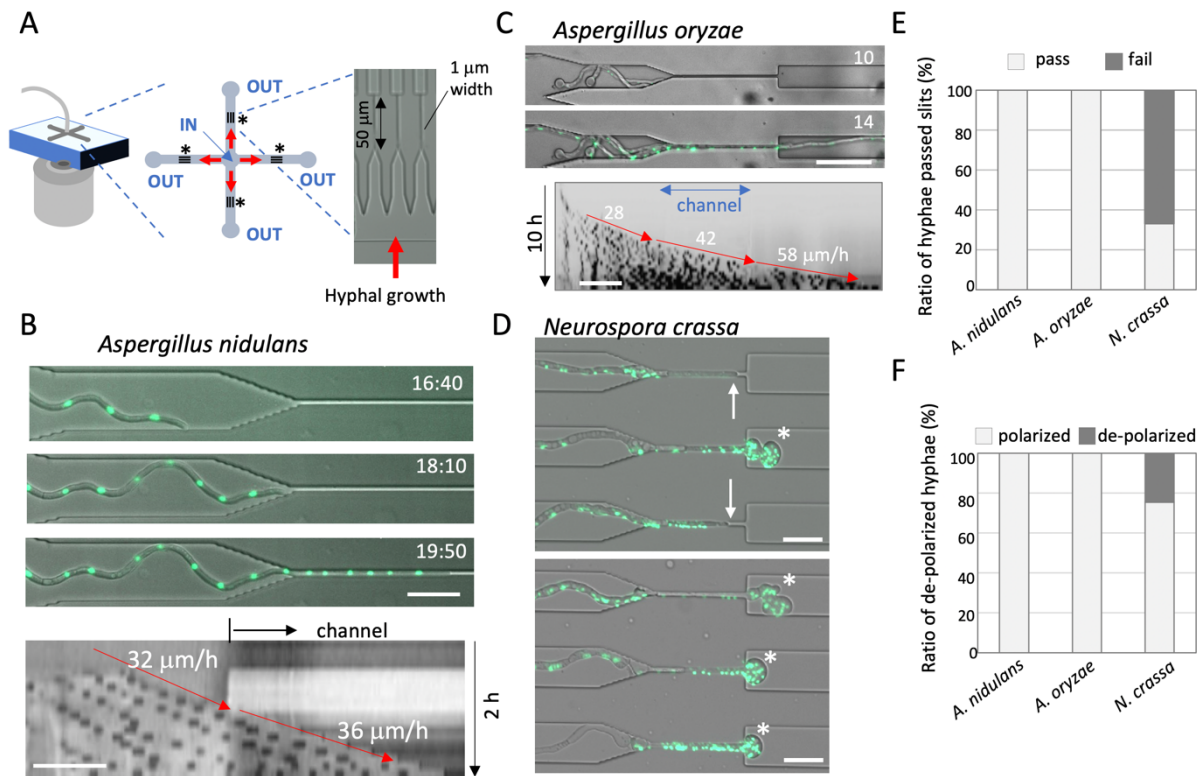 A
OUT
IN
*
*
*
*
OUT
OUT
OUT
50 μm
1 μm
width
Hyphal growth
B
Aspergillus nidulans
16:40
18:10
19:50
channel
32 μm/h
36 μm/h
2 h
C
Aspergillus oryzae
10
14
channel
10 h
28
42
58 μm/h
D
Neurospora crassa
*
*
*
*
E
pass
fail
Ratio of hyphae passed slits (%)
100
80
60
40
20
0
A. nidulans
A. oryzae
N. crassa
F
polarized
de-polarized
Ratio of de-polarized hyphae (%)
100
80
60
40
20
0
A. nidulans
A. oryzae
N. crassa